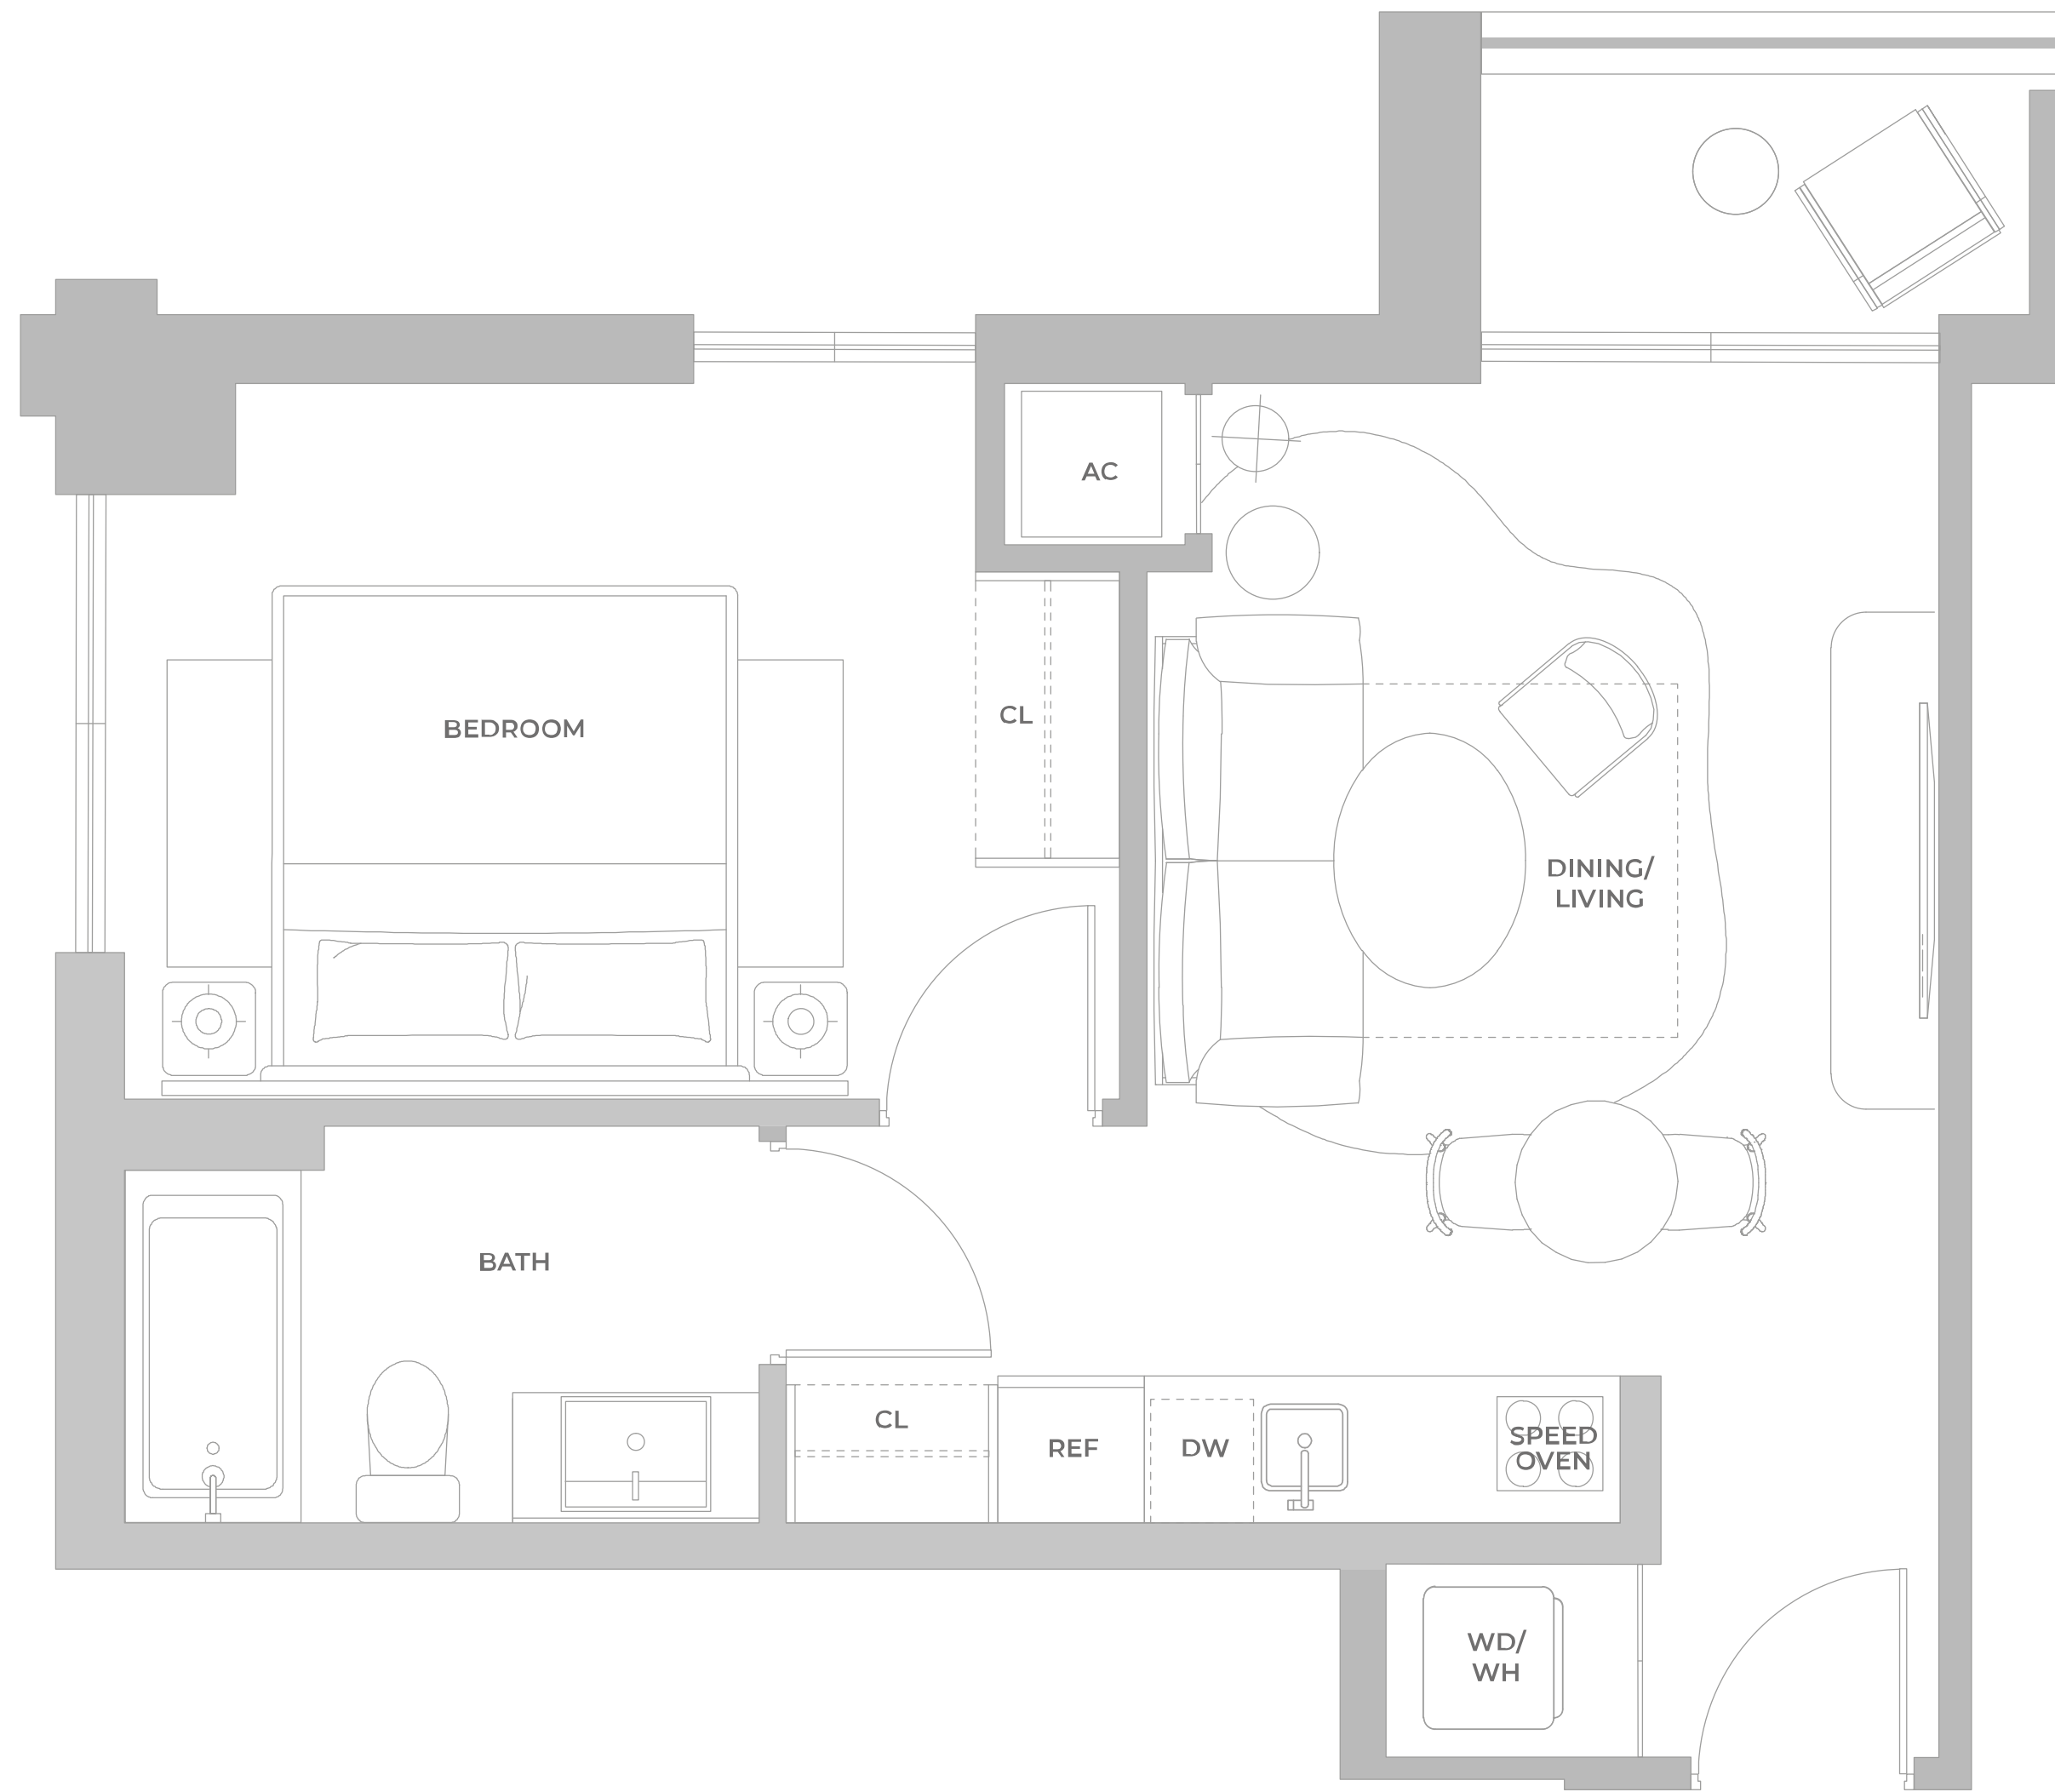 AC
CL
BEDROOM
DINING/
LIVING
BATH
CL
REF
DW
SPEED
OVEN
WD/
WH